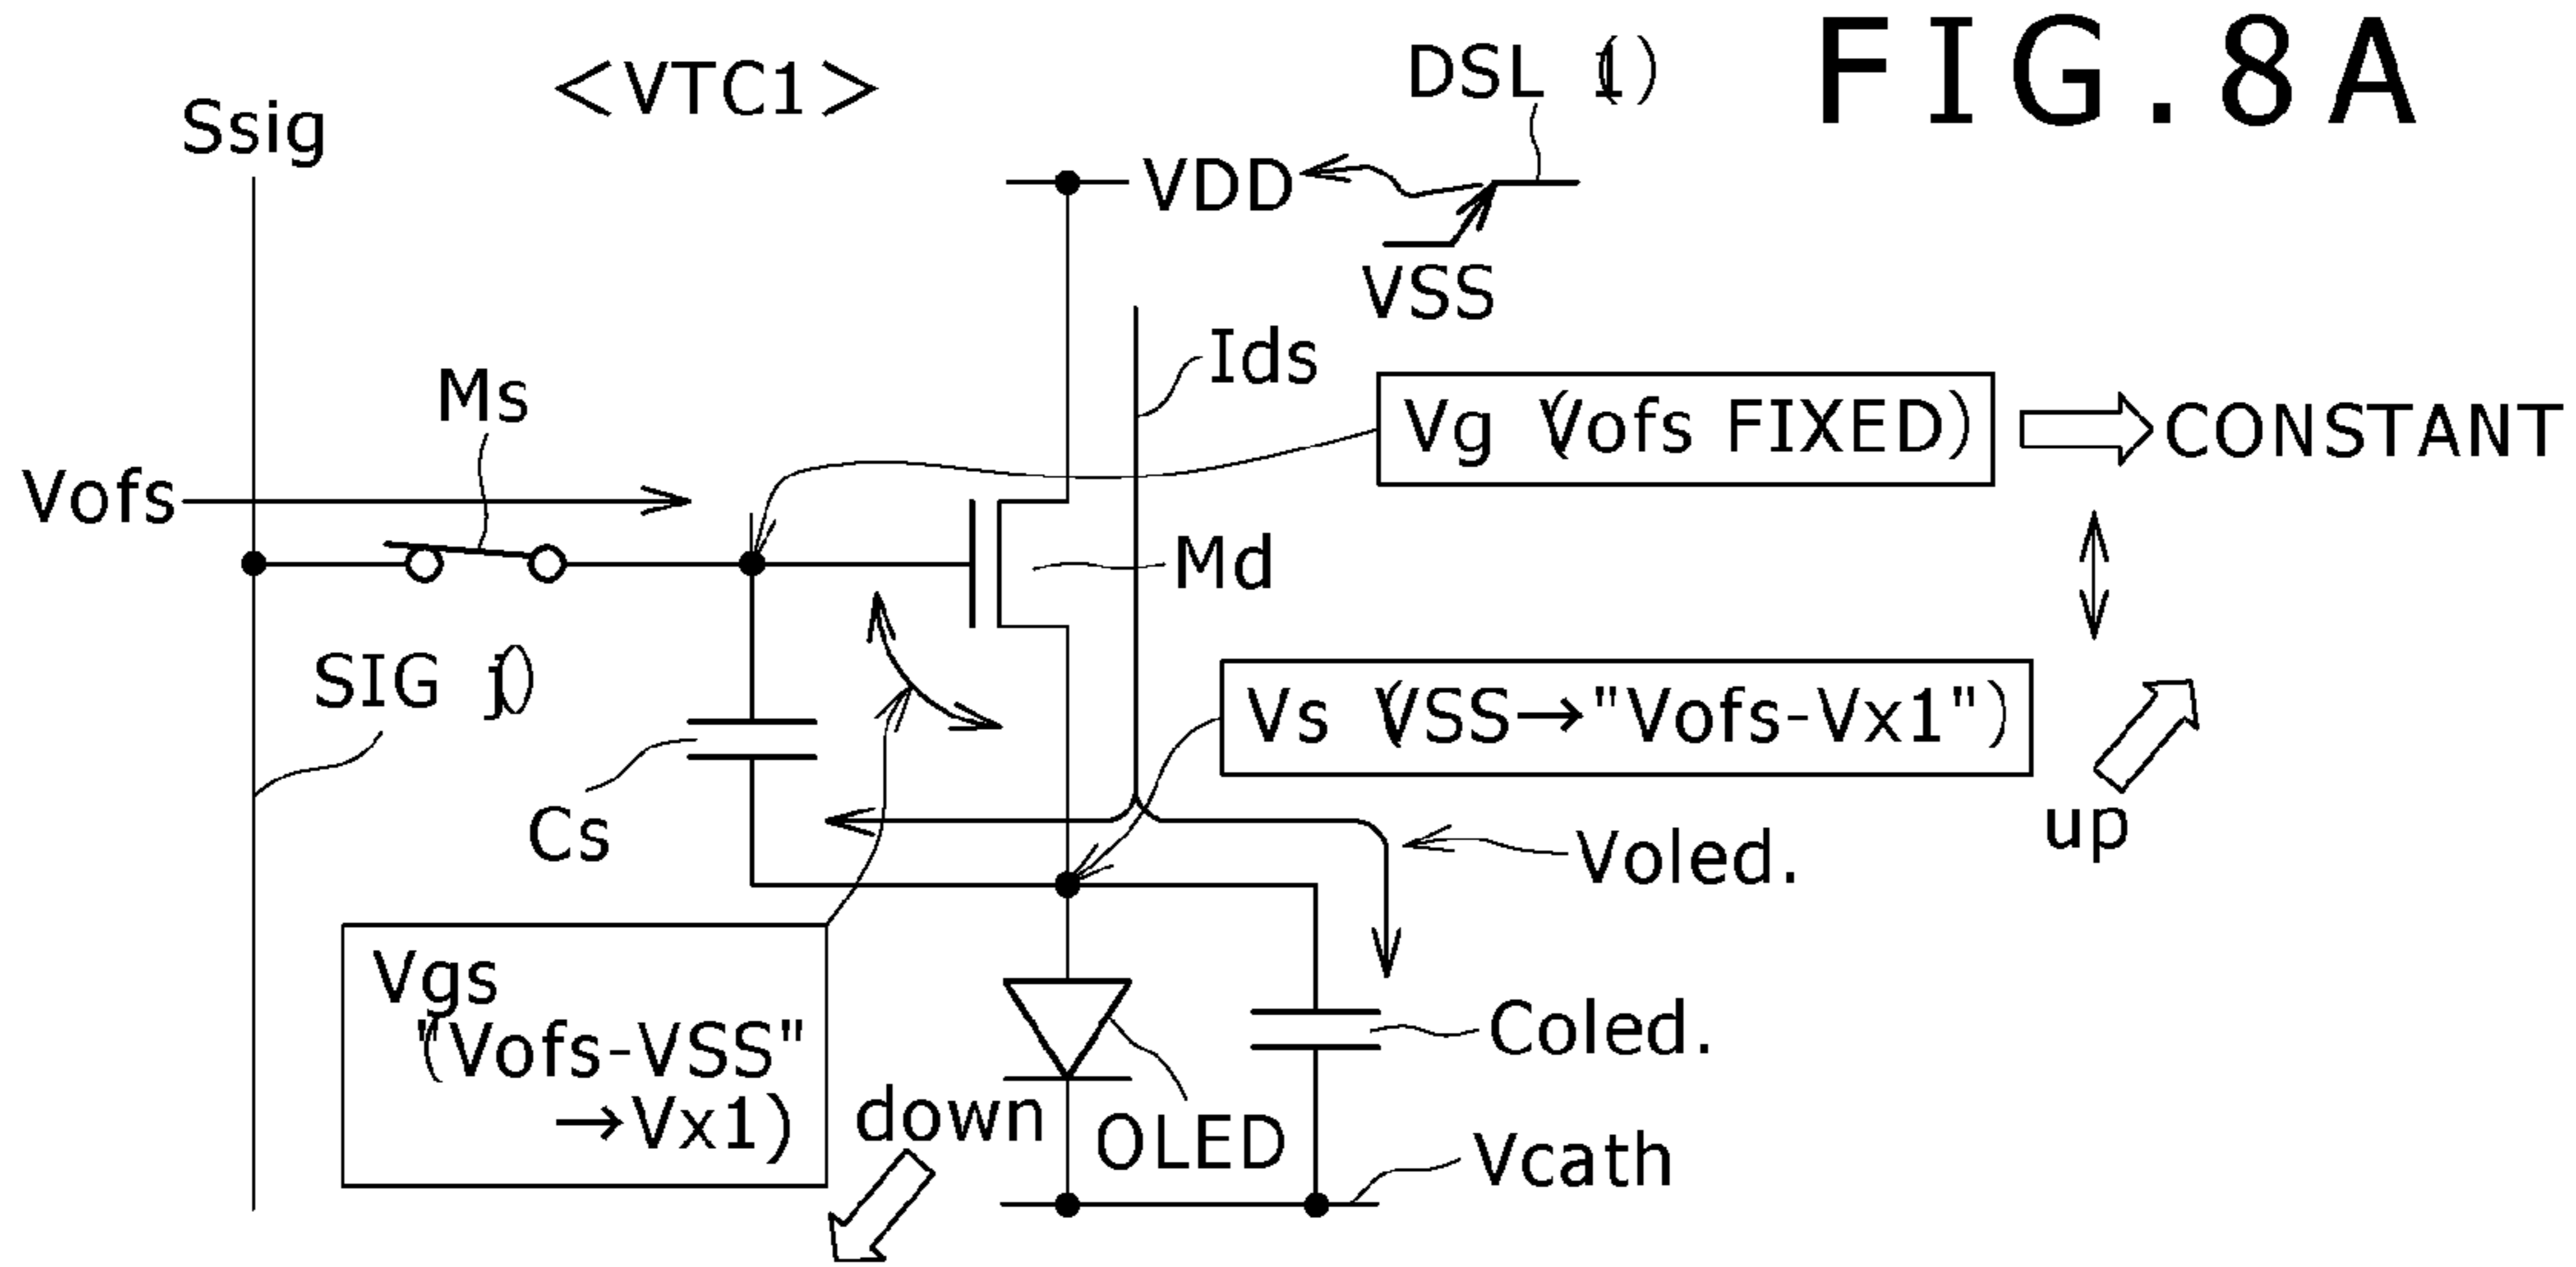 FIG.8A
<VTC1>
DSL (1)
Ssig
VDD
VSS
Ids
Ms
Vg (Vofs FIXED)
CONSTANT
Vofs
Md
SIG (j)
Vs (VSS→"Vofs-Vx1")
Cs
up
Voled.
Vgs
("Vofs-VSS"
→Vx1)
Coled.
down
OLED
Vcath